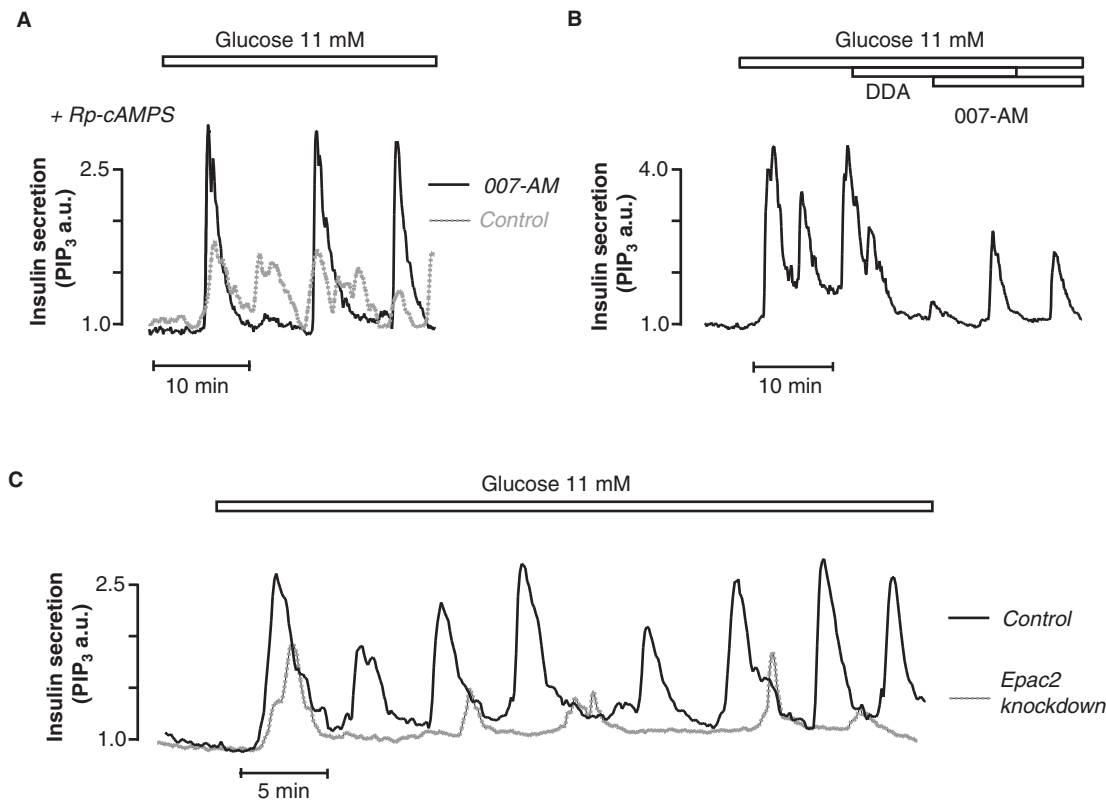 A
Glucose 11 mM
+ Rp-cAMPS
Insulin secretion
(PIP3 a.u.)
2.5
1.0
007-AM
Control
10 min
B
Glucose 11 mM
DDA
007-AM
Insulin secretion
(PIP3 a.u.)
4.0
1.0
10 min
C
Glucose 11 mM
Insulin secretion
(PIP3 a.u.)
2.5
1.0
Control
Epac2
knockdown
5 min